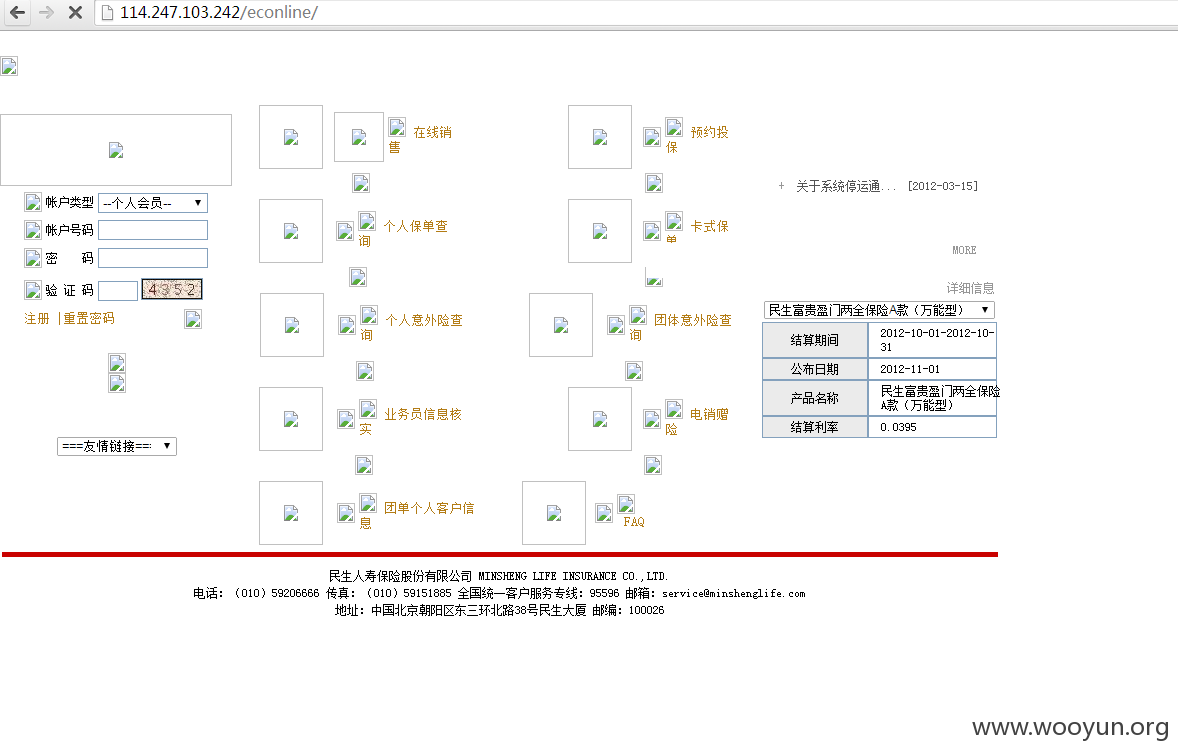 114.247.103.242/econline/
帐户类型 --个人会员--
帐户号码
密 码
验 证 码 4352
注册 | 重置密码
===友情链接==
在线销
售
预约投
保
个人保单查
询
卡式保
单
个人意外险查
询
团体意外险查
询
业务员信息核
实
电销赠
险
团单个人客户信
息
FAQ
+ 关于系统停运通... [2012-03-15]
MORE
详细信息
民生富贵盈门两全保险A款（万能型）
结算期间 2012-10-01-2012-10-
31
公布日期 2012-11-01
产品名称 民生富贵盈门两全保险
A款（万能型）
结算利率 0.0395
民生人寿保险股份有限公司 MINSHENG LIFE INSURANCE CO.,LTD.
电话：（010）59206666 传真：（010）59151885 全国统一客户服务专线：95596 邮箱：service@minshenglife.com
地址：中国北京朝阳区东三环北路38号民生大厦 邮编：100026
www.wooyun.org